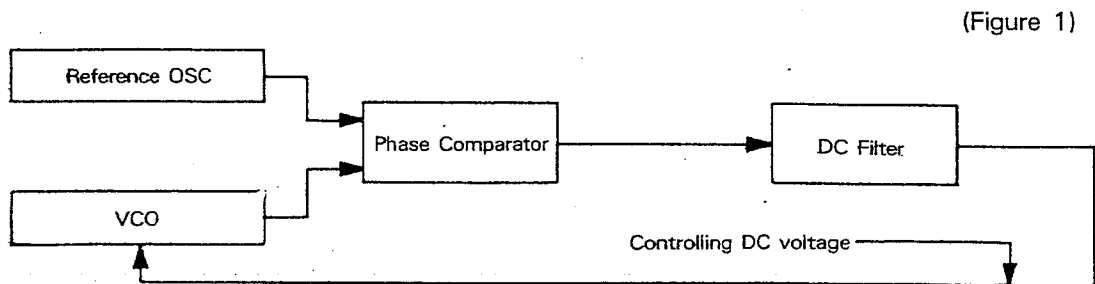 (Figure 1)
Reference OSC
Phase Comparator
DC Filter
VCO
Controlling DC voltage